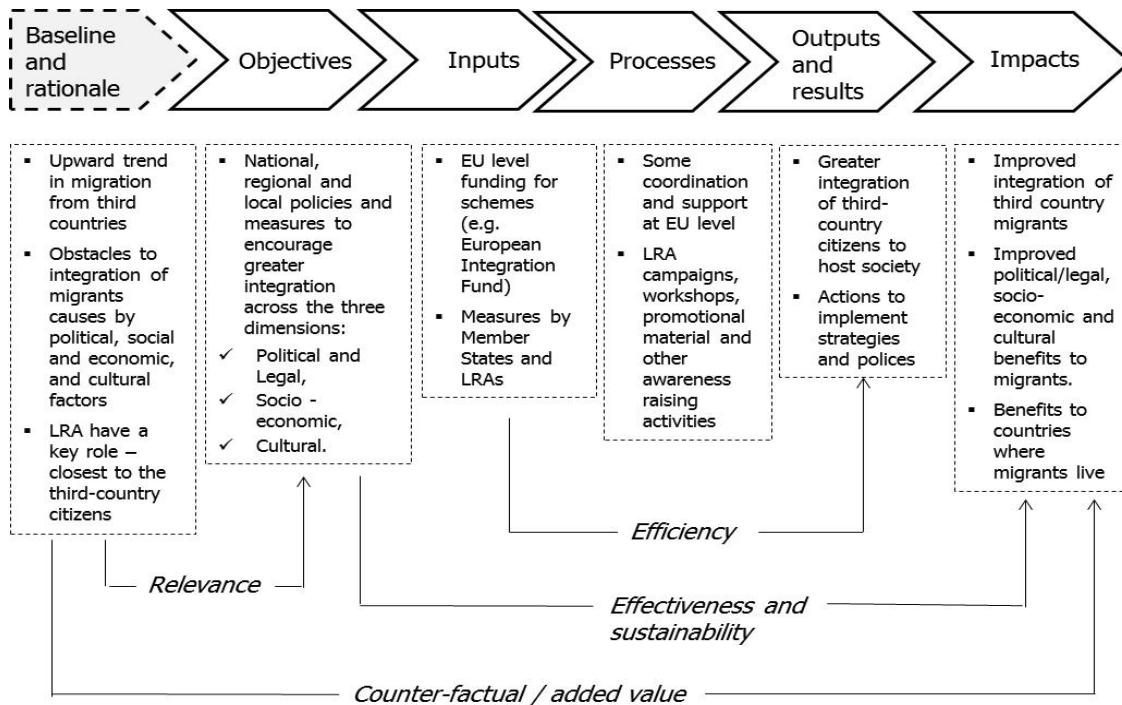 Baseline
and
rationale
Objectives
Inputs
Processes
Outputs
and
results
Impacts
▪ Upward trend
in migration
from third
countries
▪ Obstacles to
integration of
migrants
causes by
political, social
and economic,
and cultural
factors
▪ LRA have a
key role –
closest to the
third-country
citizens
▪ National,
regional and
local policies and
measures to
encourage
greater
integration
across the three
dimensions:
✓ Political and
Legal,
✓ Socio -
economic,
✓ Cultural.
▪ EU level
funding for
schemes
(e.g.
European
Integration
Fund)
▪ Measures by
Member
States and
LRAs
▪ Some
coordination
and support
at EU level
▪ LRA
campaigns,
workshops,
promotional
material and
other
awareness
raising
activities
▪ Greater
integration
of third-
country
citizens to
host society
▪ Actions to
implement
strategies
and polices
▪ Improved
integration of
third country
migrants
▪ Improved
political/legal,
socio-
economic and
cultural
benefits to
migrants.
▪ Benefits to
countries
where
migrants live
Efficiency
Relevance
Effectiveness and
sustainability
Counter-factual / added value